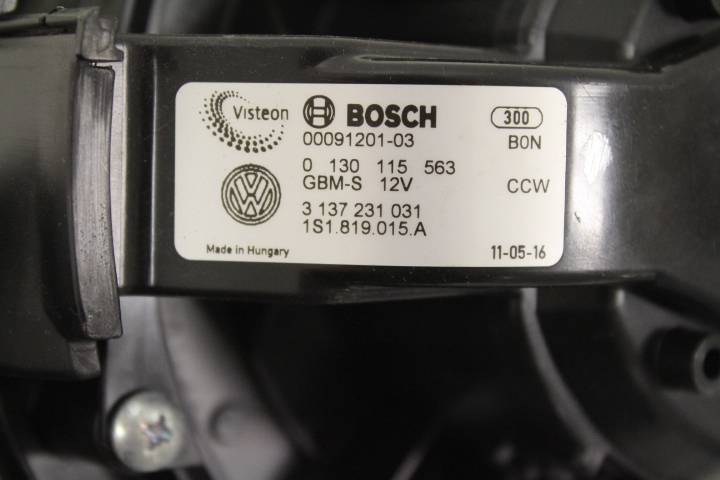 Visteon BOSCH 300
00091201-03 B0N
0 130 115 563
GBM-S 12V CCW
3 137 231 031
1S1.819.015.A
Made in Hungary 11-05-16